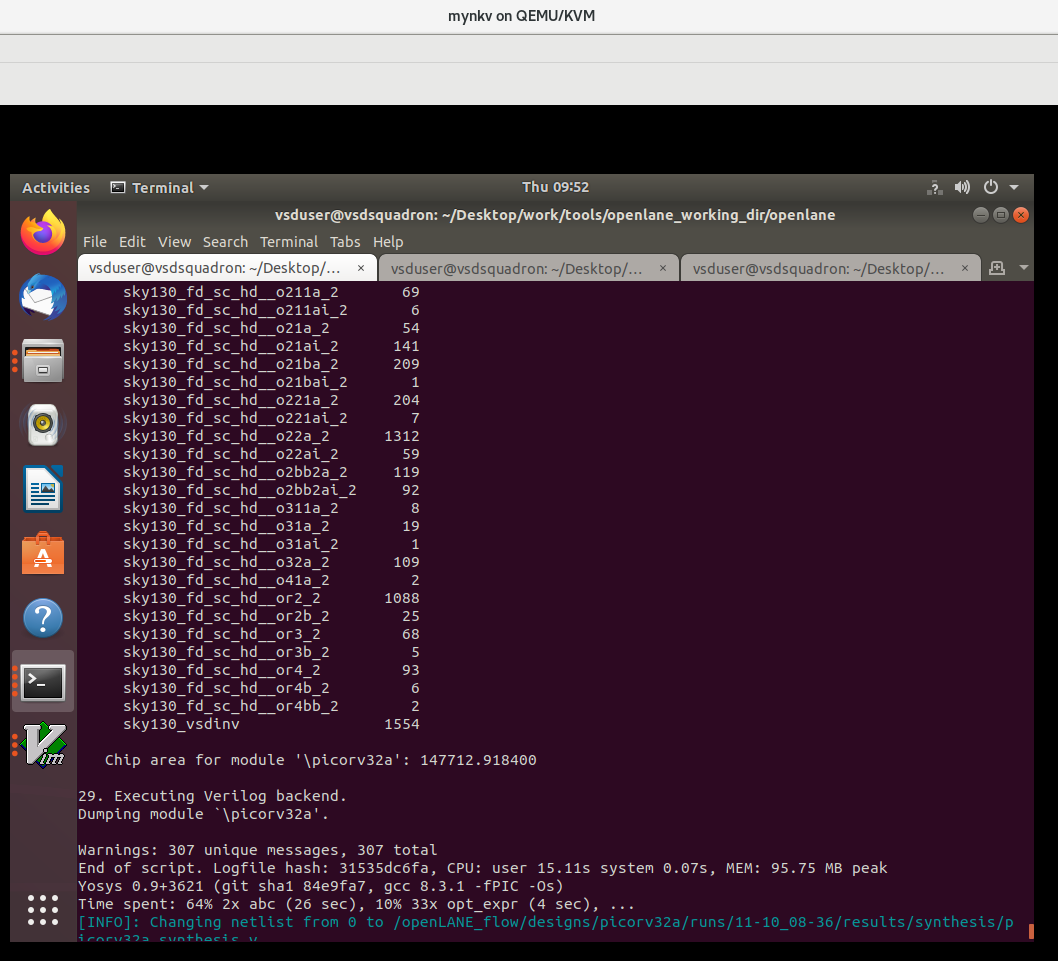 mynkv on QEMU/KVM
Activities Terminal Thu 09:52
vsduser@vsdsquadron: ~/Desktop/work/tools/openlane_working_dir/openlane
File Edit View Search Terminal Tabs Help
vsduser@vsdsquadron: ~/Desktop/... × vsduser@vsdsquadron: ~/Desktop/... × vsduser@vsdsquadron: ~/Desktop/... ×
sky130_fd_sc_hd__o211a_2 69
sky130_fd_sc_hd__o211ai_2 6
sky130_fd_sc_hd__o21a_2 54
sky130_fd_sc_hd__o21ai_2 141
sky130_fd_sc_hd__o21ba_2 209
sky130_fd_sc_hd__o21bai_2 1
sky130_fd_sc_hd__o221a_2 204
sky130_fd_sc_hd__o221ai_2 7
sky130_fd_sc_hd__o22a_2 1312
sky130_fd_sc_hd__o22ai_2 59
sky130_fd_sc_hd__o2bb2a_2 119
sky130_fd_sc_hd__o2bb2ai_2 92
sky130_fd_sc_hd__o311a_2 8
sky130_fd_sc_hd__o31a_2 19
sky130_fd_sc_hd__o31ai_2 1
sky130_fd_sc_hd__o32a_2 109
sky130_fd_sc_hd__o41a_2 2
sky130_fd_sc_hd__or2_2 1088
sky130_fd_sc_hd__or2b_2 25
sky130_fd_sc_hd__or3_2 68
sky130_fd_sc_hd__or3b_2 5
sky130_fd_sc_hd__or4_2 93
sky130_fd_sc_hd__or4b_2 6
sky130_fd_sc_hd__or4bb_2 2
sky130_vsdinv 1554
Chip area for module '\picorv32a': 147712.918400
29. Executing Verilog backend.
Dumping module `\picorv32a'.
Warnings: 307 unique messages, 307 total
End of script. Logfile hash: 31535dc6fa, CPU: user 15.11s system 0.07s, MEM: 95.75 MB peak
Yosys 0.9+3621 (git sha1 84e9fa7, gcc 8.3.1 -fPIC -Os)
Time spent: 64% 2x abc (26 sec), 10% 33x opt_expr (4 sec), ...
[INFO]: Changing netlist from 0 to /openLANE_flow/designs/picorv32a/runs/11-10_08-36/results/synthesis/p
icorv32a.synthesis.v